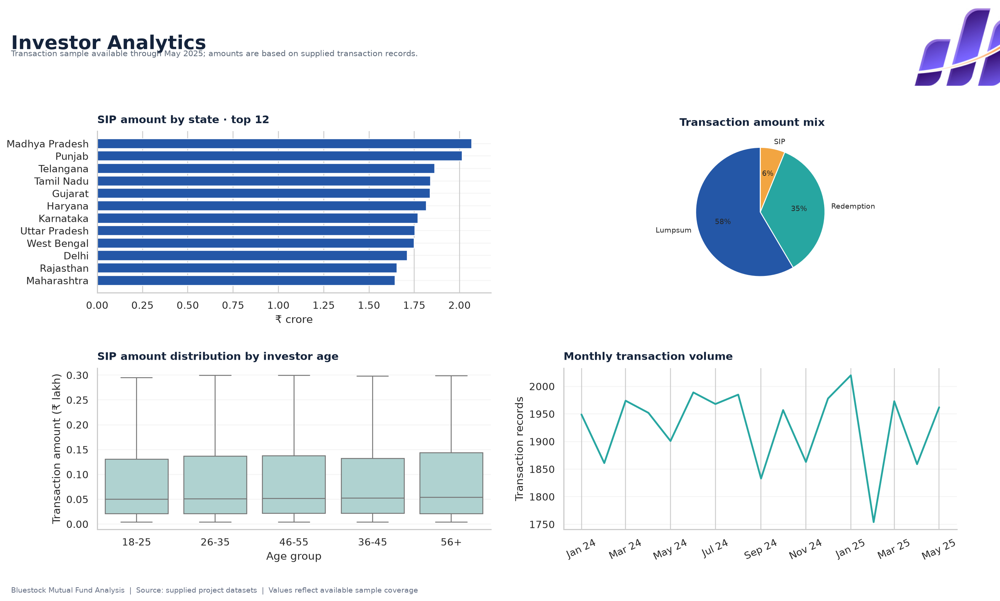 Investor Analytics
Transaction sample available through May 2025; amounts are based on supplied transaction records.
SIP amount by state · top 12
Madhya Pradesh
Punjab
Telangana
Tamil Nadu
Gujarat
Haryana
Karnataka
Uttar Pradesh
West Bengal
Delhi
Rajasthan
Maharashtra
0.00 0.25 0.50 0.75 1.00 1.25 1.50 1.75 2.00
₹ crore
Transaction amount mix
SIP
6%
35%
Redemption
58%
Lumpsum
SIP amount distribution by investor age
Transaction amount (₹ lakh)
0.30
0.25
0.20
0.15
0.10
0.05
0.00
18-25 26-35 46-55 36-45 56+
Age group
Monthly transaction volume
Transaction records
2000
1950
1900
1850
1800
1750
Jan 24 Mar 24 May 24 Jul 24 Sep 24 Nov 24 Jan 25 Mar 25 May 25
Bluestock Mutual Fund Analysis | Source: supplied project datasets | Values reflect available sample coverage